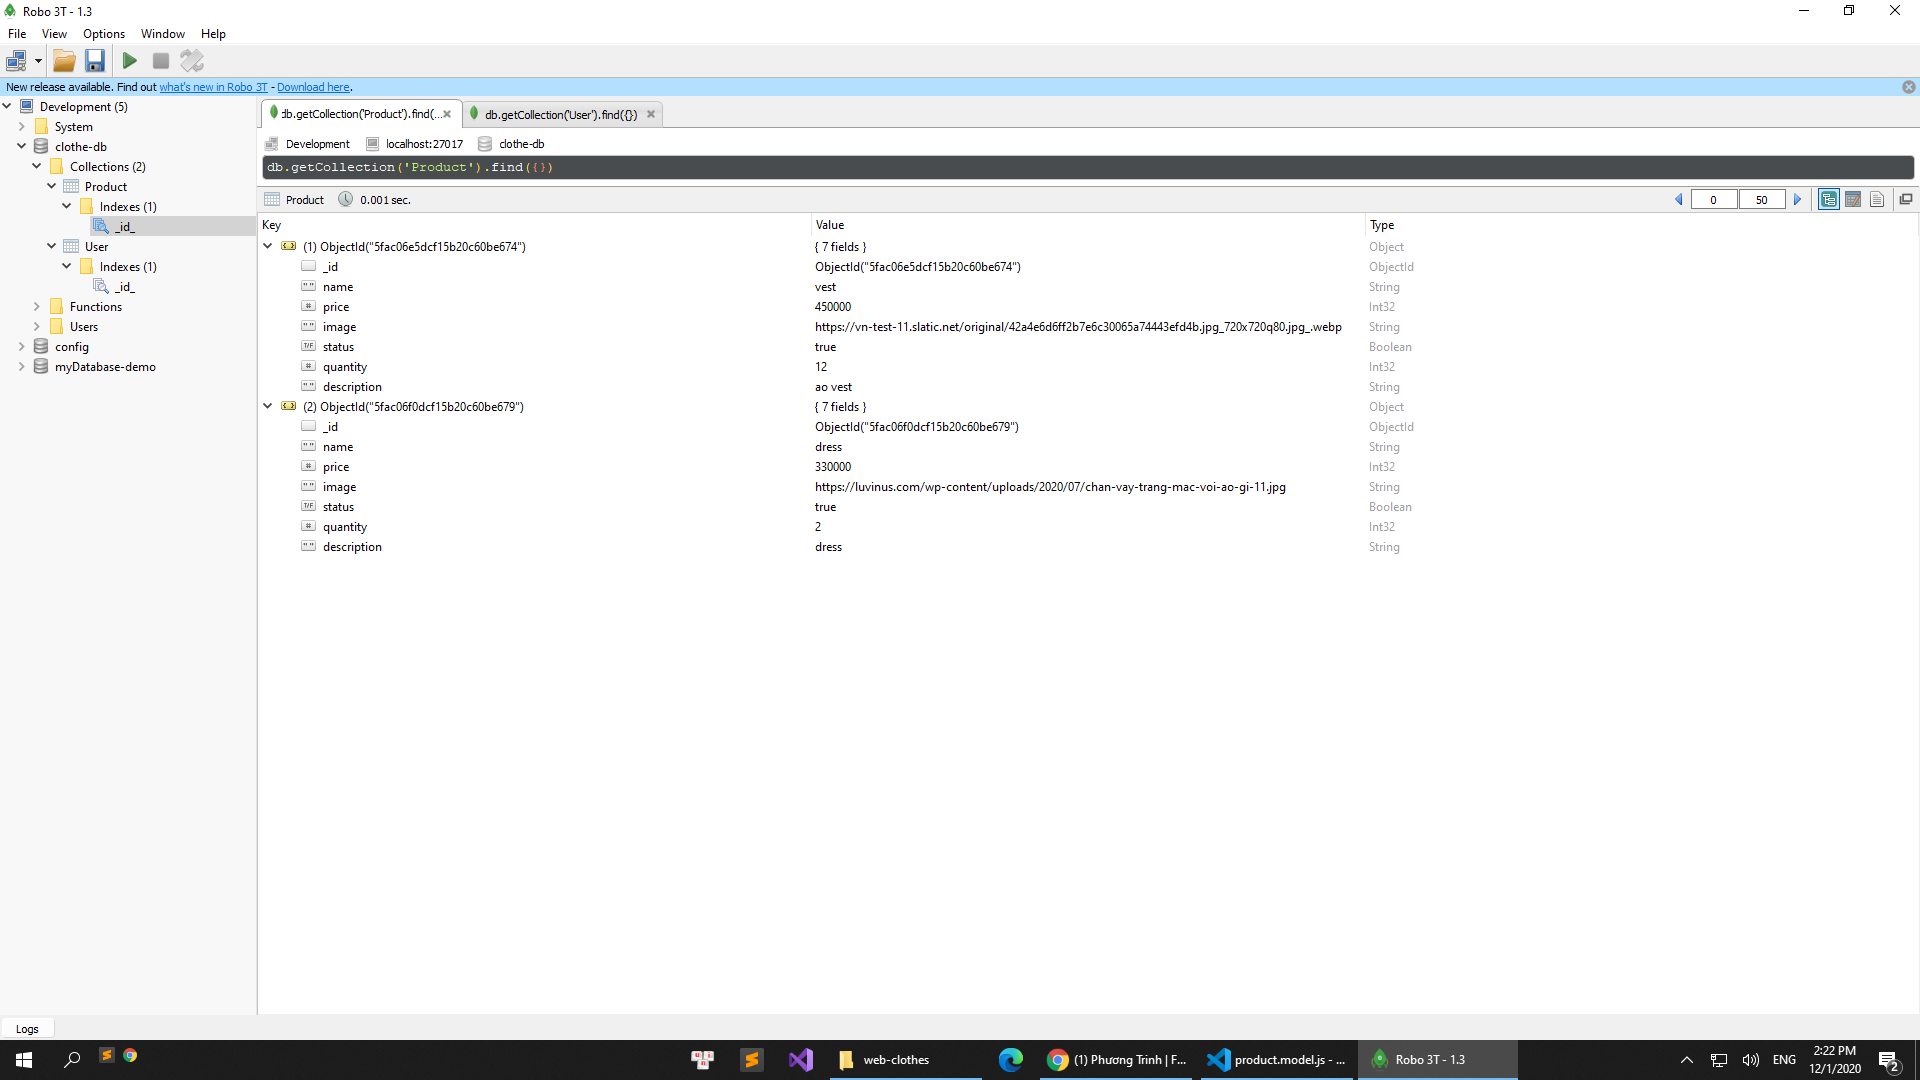 Robo 3T - 1.3
File View Options Window Help
New release available. Find out what's new in Robo 3T - Download here.
Development (5)
System
clothe-db
Collections (2)
Product
Indexes (1)
_id_
User
Indexes (1)
_id_
Functions
Users
config
myDatabase-demo
db.getCollection('Product').find(...
db.getCollection('User').find({})
Development localhost:27017 clothe-db
db.getCollection('Product').find({})
Product 0.001 sec. 0 50
Key Value Type
(1) ObjectId("5fac06e5dcf15b20c60be674") { 7 fields } Object
_id ObjectId("5fac06e5dcf15b20c60be674") ObjectId
name vest String
price 450000 Int32
image https://vn-test-11.slatic.net/original/42a4e6d6ff2b7e6c30065a74443efd4b.jpg_720x720q80.jpg_.webp String
status true Boolean
quantity 12 Int32
description ao vest String
(2) ObjectId("5fac06f0dcf15b20c60be679") { 7 fields } Object
_id ObjectId("5fac06f0dcf15b20c60be679") ObjectId
name dress String
price 330000 Int32
image https://luvinus.com/wp-content/uploads/2020/07/chan-vay-trang-mac-voi-ao-gi-11.jpg String
status true Boolean
quantity 2 Int32
description dress String
Logs
web-clothes
(1) Phương Trinh | F...
product.model.js - ...
Robo 3T - 1.3
ENG
2:22 PM
12/1/2020
2